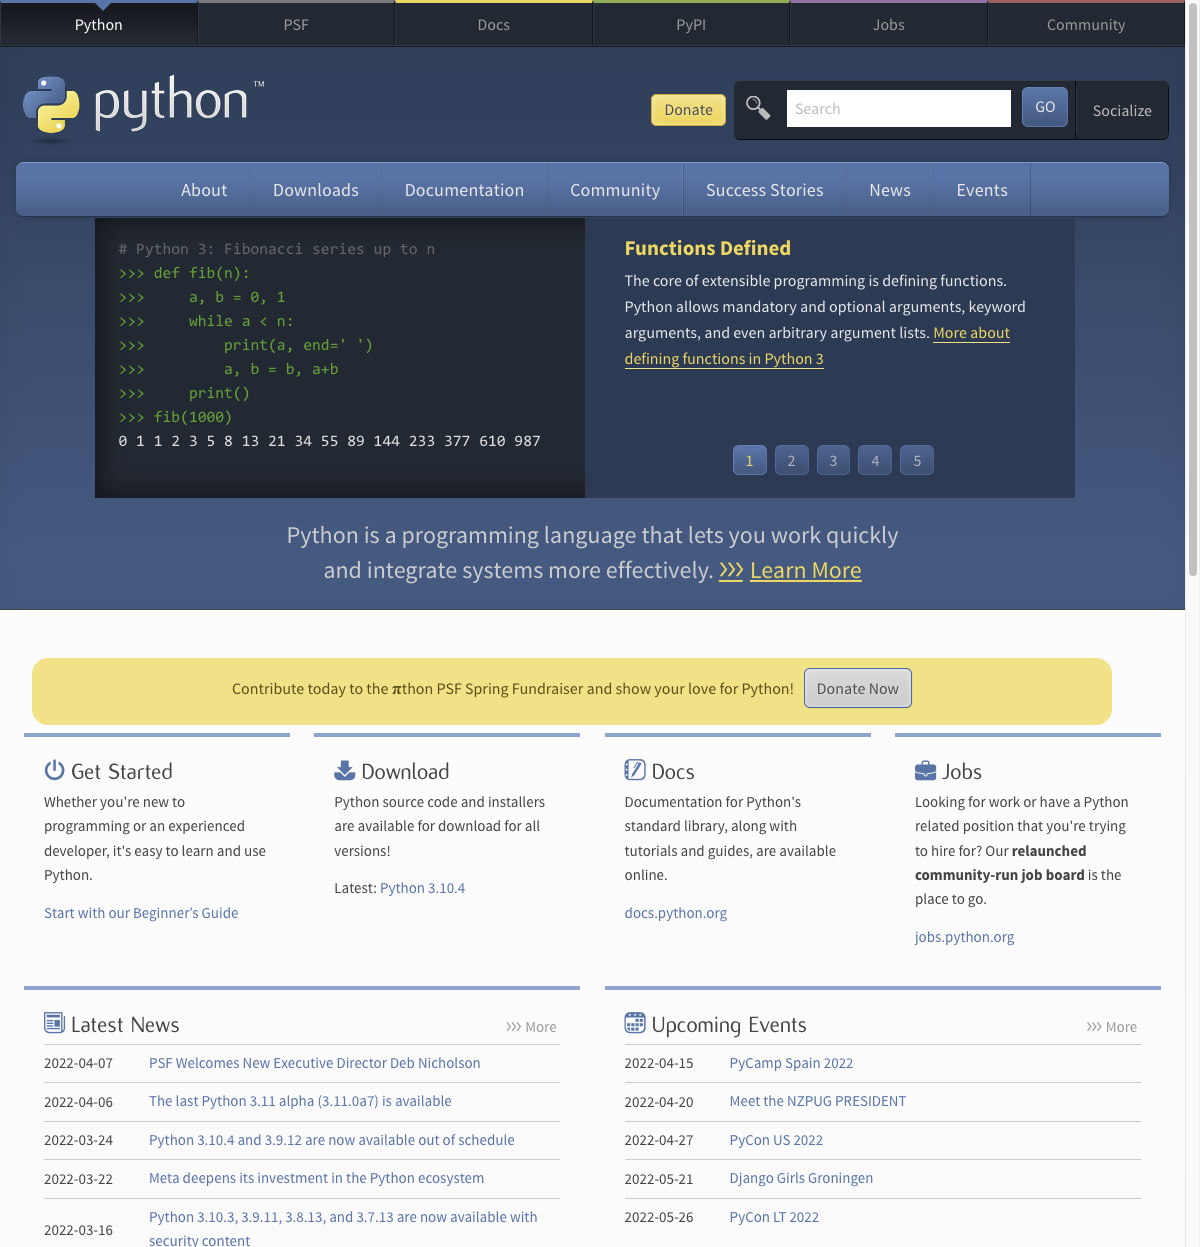 Python PSF Docs PyPI Jobs Community
python™
Donate Search GO Socialize
About Downloads Documentation Community Success Stories News Events
# Python 3: Fibonacci series up to n
>>> def fib(n):
>>>     a, b = 0, 1
>>>     while a < n:
>>>         print(a, end=' ')
>>>         a, b = b, a+b
>>>     print()
>>> fib(1000)
0 1 1 2 3 5 8 13 21 34 55 89 144 233 377 610 987
Functions Defined
The core of extensible programming is defining functions.
Python allows mandatory and optional arguments, keyword
arguments, and even arbitrary argument lists. More about
defining functions in Python 3
1 2 3 4 5
Python is a programming language that lets you work quickly
and integrate systems more effectively. >>> Learn More
Contribute today to the πthon PSF Spring Fundraiser and show your love for Python! Donate Now
Get Started
Whether you're new to
programming or an experienced
developer, it's easy to learn and use
Python.
Start with our Beginner’s Guide
Download
Python source code and installers
are available for download for all
versions!
Latest: Python 3.10.4
Docs
Documentation for Python's
standard library, along with
tutorials and guides, are available
online.
docs.python.org
Jobs
Looking for work or have a Python
related position that you're trying
to hire for? Our relaunched
community-run job board is the
place to go.
jobs.python.org
Latest News >>> More
2022-04-07 PSF Welcomes New Executive Director Deb Nicholson
2022-04-06 The last Python 3.11 alpha (3.11.0a7) is available
2022-03-24 Python 3.10.4 and 3.9.12 are now available out of schedule
2022-03-22 Meta deepens its investment in the Python ecosystem
2022-03-16 Python 3.10.3, 3.9.11, 3.8.13, and 3.7.13 are now available with
security content
Upcoming Events >>> More
2022-04-15 PyCamp Spain 2022
2022-04-20 Meet the NZPUG PRESIDENT
2022-04-27 PyCon US 2022
2022-05-21 Django Girls Groningen
2022-05-26 PyCon LT 2022